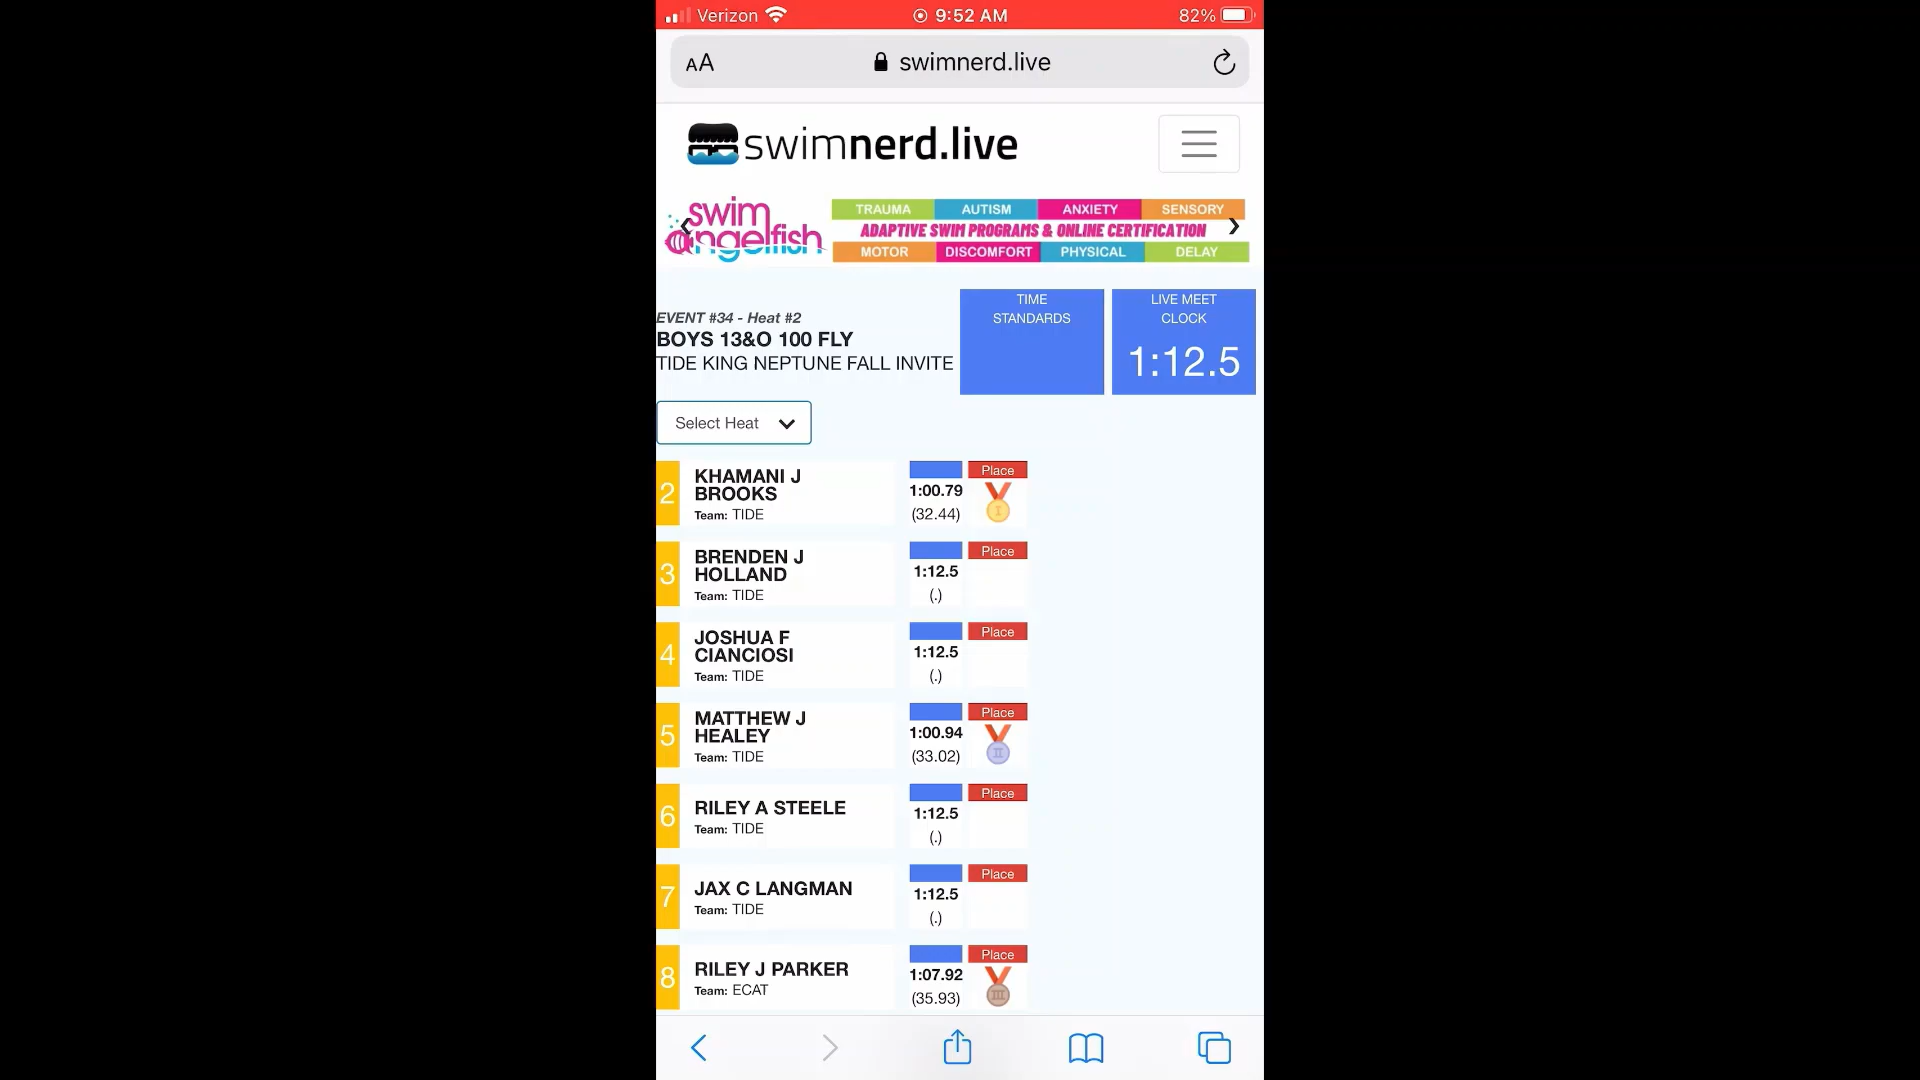 Verizon 9:52 AM 82%
AA swimnerd.live
swimnerd.live
swim angelfish
TRAUMA AUTISM ANXIETY SENSORY
ADAPTIVE SWIM PROGRAMS & ONLINE CERTIFICATION
MOTOR DISCOMFORT PHYSICAL DELAY
EVENT #34 - Heat #2
BOYS 13&O 100 FLY
TIDE KING NEPTUNE FALL INVITE
TIME
STANDARDS
LIVE MEET
CLOCK
1:12.5
Select Heat
2 KHAMANI J
BROOKS
Team: TIDE
1:00.79
(32.44)
Place
I
3 BRENDEN J
HOLLAND
Team: TIDE
1:12.5
(.)
Place
4 JOSHUA F
CIANCIOSI
Team: TIDE
1:12.5
(.)
Place
5 MATTHEW J
HEALEY
Team: TIDE
1:00.94
(33.02)
Place
II
6 RILEY A STEELE
Team: TIDE
1:12.5
(.)
Place
7 JAX C LANGMAN
Team: TIDE
1:12.5
(.)
Place
8 RILEY J PARKER
Team: ECAT
1:07.92
(35.93)
Place
III